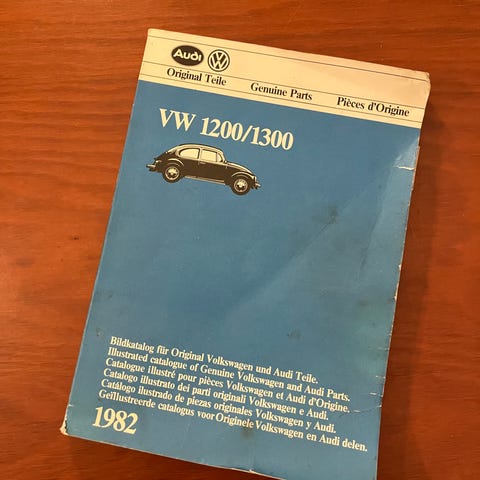 Audi VW
Original Teile Genuine Parts Pièces d'Origine
VW 1200/1300
Bildkatalog für Original Volkswagen und Audi Teile.
Illustrated catalogue of Genuine Volkswagen and Audi Parts.
Catalogue illustré pour pièces Volkswagen et Audi d'Origine.
Catalogo illustrato dei parti originali Volkswagen e Audi.
Catálogo ilustrado de piezas originales Volkswagen y Audi.
Geïllustreerde catalogus voor Originele Volkswagen en Audi delen.
1982